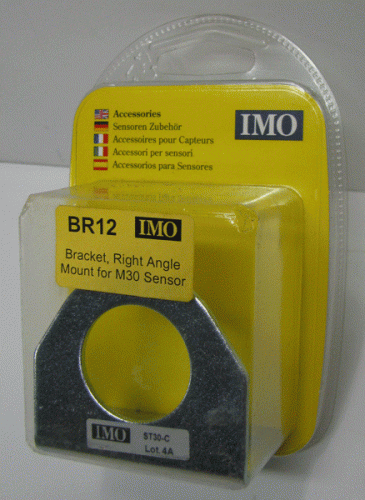 Accessories
Sensoren Zubehör
Accessoires pour Capteurs
Accessori per sensori
Accessorios para Sensores
IMO
BR12 IMO
Bracket, Right Angle
Mount for M30 Sensor
IMO
ST30-C
Lot. 4A